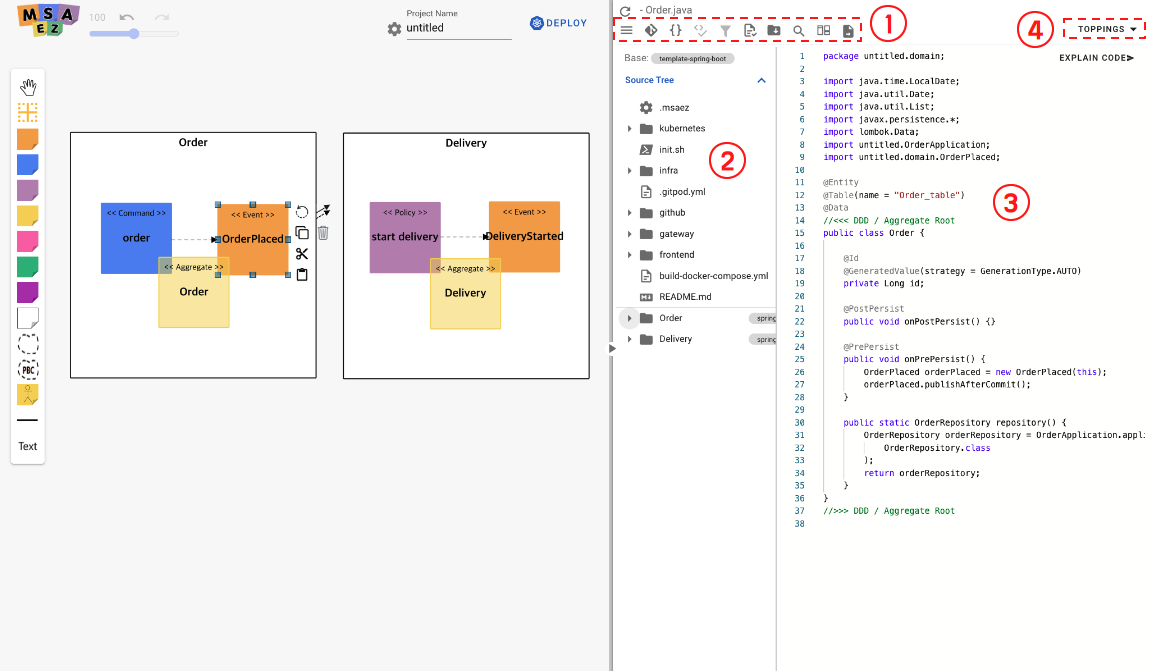 MSA
EZ
100
Project Name
untitled
DEPLOY
PBC
Text
Order
<< Command >>
order
<< Event >>
OrderPlaced
<< Aggregate >>
Order
Delivery
<< Policy >>
start delivery
<< Event >>
DeliveryStarted
<< Aggregate >>
Delivery
- Order.java
{}
1
4
TOPPINGS
Base: template-spring-boot
Source Tree
.msaez
kubernetes
init.sh
infra
.gitpod.yml
github
gateway
frontend
build-docker-compose.yml
README.md
Order
spring
Delivery
spring
2
EXPLAIN CODE
3
1 package untitled.domain;
2
3 import java.time.LocalDate;
4 import java.util.Date;
5 import java.util.List;
6 import javax.persistence.*;
7 import lombok.Data;
8 import untitled.OrderApplication;
9 import untitled.domain.OrderPlaced;
10
11 @Entity
12 @Table(name = "Order_table")
13 @Data
14 //<<< DDD / Aggregate Root
15 public class Order {
16
17 @Id
18 @GeneratedValue(strategy = GenerationType.AUTO)
19 private Long id;
20
21 @PostPersist
22 public void onPostPersist() {}
23
24 @PrePersist
25 public void onPrePersist() {
26 OrderPlaced orderPlaced = new OrderPlaced(this);
27 orderPlaced.publishAfterCommit();
28 }
29
30 public static OrderRepository repository() {
31 OrderRepository orderRepository = OrderApplication.appli
32 OrderRepository.class
33 );
34 return orderRepository;
35 }
36 }
37 //>>> DDD / Aggregate Root
38